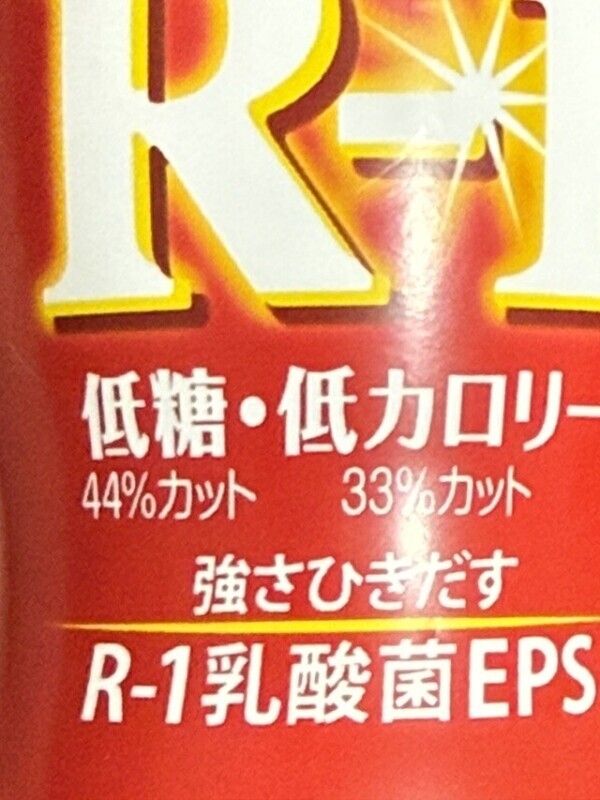 R-1
低糖・低カロリー
44%カット 33%カット
強さひきだす
R-1乳酸菌EPS